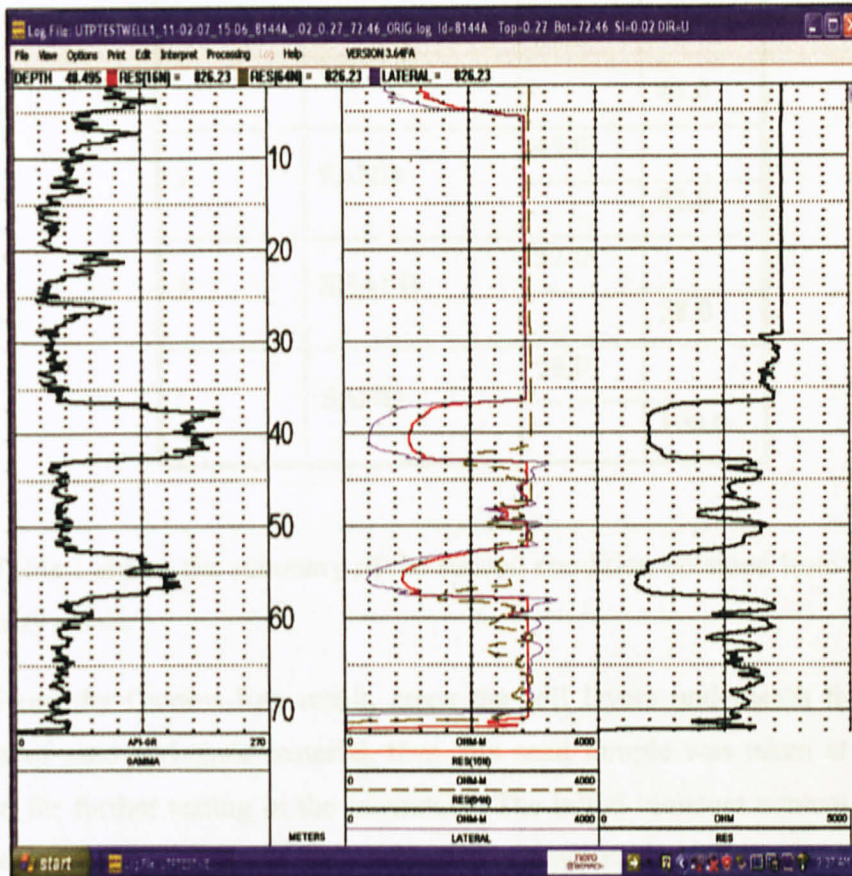 Log File: UTPTESTWELL1_11-02-07_15-06_8144A_.02_0.27_72.46_ORIG.log Id=8144A Top=0.27 Bot=72.46 SI=0.02 DIR=U
File View Options Print Edit Interpret Processing Log Help VERSION 3.64FA
DEPTH 48.495 RES(16N) = 826.23 RES(64N) = 826.23 LATERAL = 826.23
10
20
30
40
50
60
70
0 API-GR 270
GAMMA
METERS
0 OHM-M 4000
RES(16N)
0 OHM-M 4000
RES(64N)
0 OHM-M 4000
LATERAL
0 OHM 5000
RES
start
nero